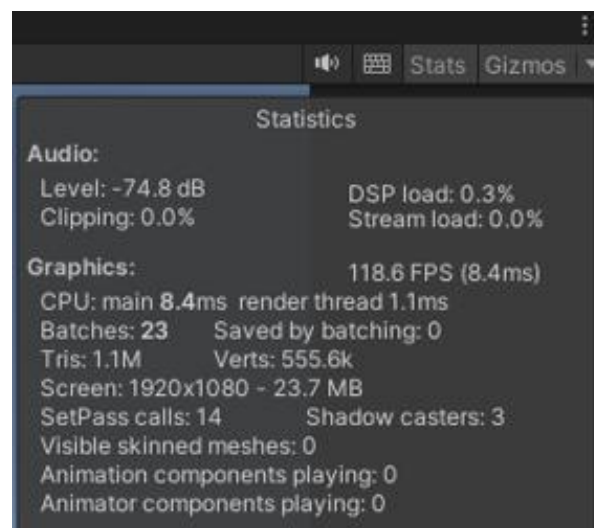 Stats Gizmos
Statistics
Audio:
Level: -74.8 dB DSP load: 0.3%
Clipping: 0.0% Stream load: 0.0%
Graphics: 118.6 FPS (8.4ms)
CPU: main 8.4ms render thread 1.1ms
Batches: 23 Saved by batching: 0
Tris: 1.1M Verts: 555.6k
Screen: 1920x1080 - 23.7 MB
SetPass calls: 14 Shadow casters: 3
Visible skinned meshes: 0
Animation components playing: 0
Animator components playing: 0